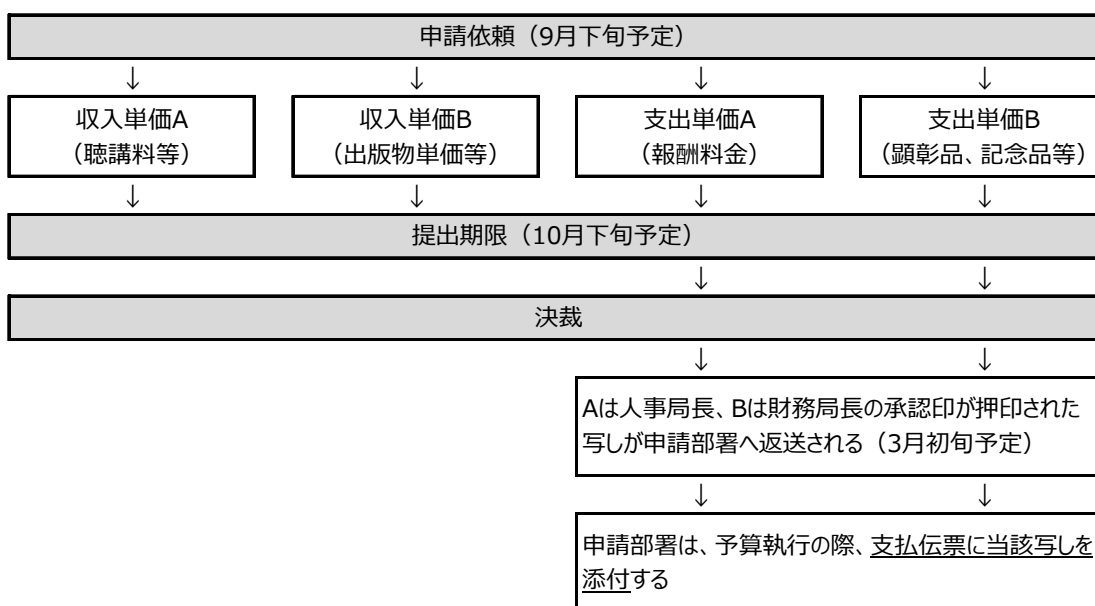 申請依頼（9月下旬予定）
↓ ↓ ↓ ↓
収入単価A
（聴講料等）
収入単価B
（出版物単価等）
支出単価A
（報酬料金）
支出単価B
（顕彰品、記念品等）
↓ ↓ ↓ ↓
提出期限（10月下旬予定）
↓ ↓
決裁
↓ ↓
Aは人事局長、Bは財務局長の承認印が押印された
写しが申請部署へ返送される（3月初旬予定）
↓ ↓
申請部署は、予算執行の際、支払伝票に当該写しを
添付する